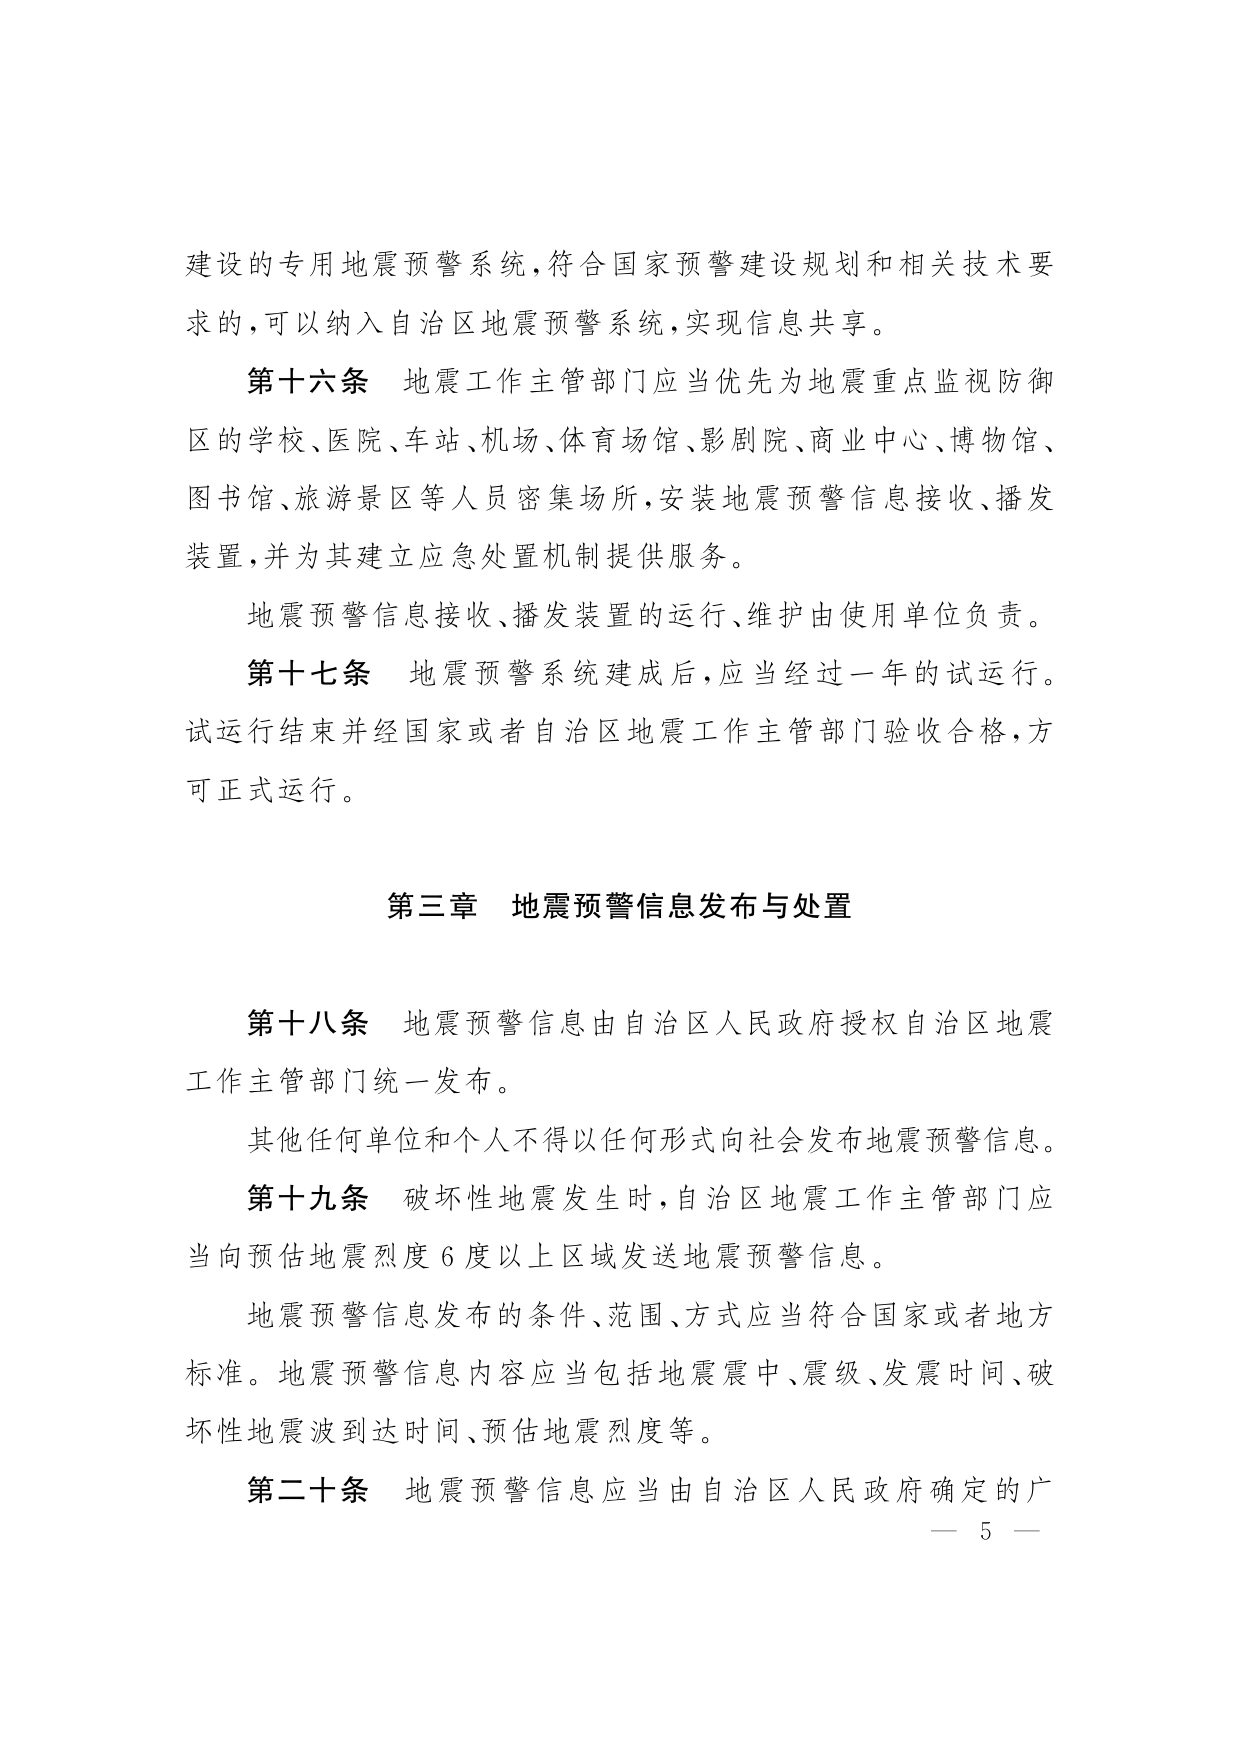 建设的专用地震预警系统,符合国家预警建设规划和相关技术要
求的,可以纳入自治区地震预警系统,实现信息共享。
第十六条　地震工作主管部门应当优先为地震重点监视防御
区的学校、医院、车站、机场、体育场馆、影剧院、商业中心、博物馆、
图书馆、旅游景区等人员密集场所,安装地震预警信息接收、播发
装置,并为其建立应急处置机制提供服务。
地震预警信息接收、播发装置的运行、维护由使用单位负责。
第十七条　地震预警系统建成后,应当经过一年的试运行。
试运行结束并经国家或者自治区地震工作主管部门验收合格,方
可正式运行。
第三章　地震预警信息发布与处置
第十八条　地震预警信息由自治区人民政府授权自治区地震
工作主管部门统一发布。
其他任何单位和个人不得以任何形式向社会发布地震预警信息。
第十九条　破坏性地震发生时,自治区地震工作主管部门应
当向预估地震烈度 6 度以上区域发送地震预警信息。
地震预警信息发布的条件、范围、方式应当符合国家或者地方
标准。地震预警信息内容应当包括地震震中、震级、发震时间、破
坏性地震波到达时间、预估地震烈度等。
第二十条　地震预警信息应当由自治区人民政府确定的广
— 5 —